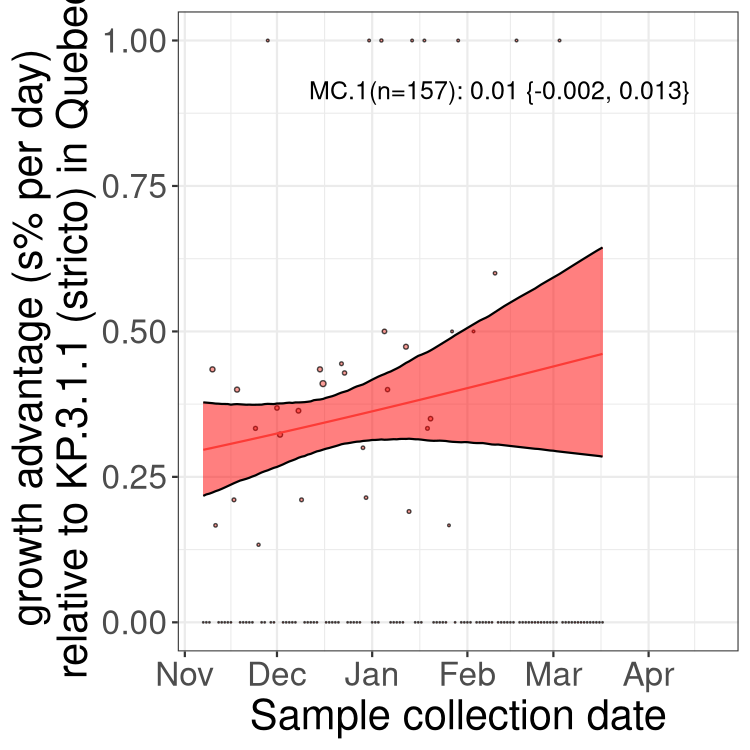 growth advantage (s% per day)
relative to KP.3.1.1 (stricto) in Quebec
1.00
0.75
0.50
0.25
0.00
MC.1(n=157): 0.01 {-0.002, 0.013}
Nov Dec Jan Feb Mar Apr
Sample collection date